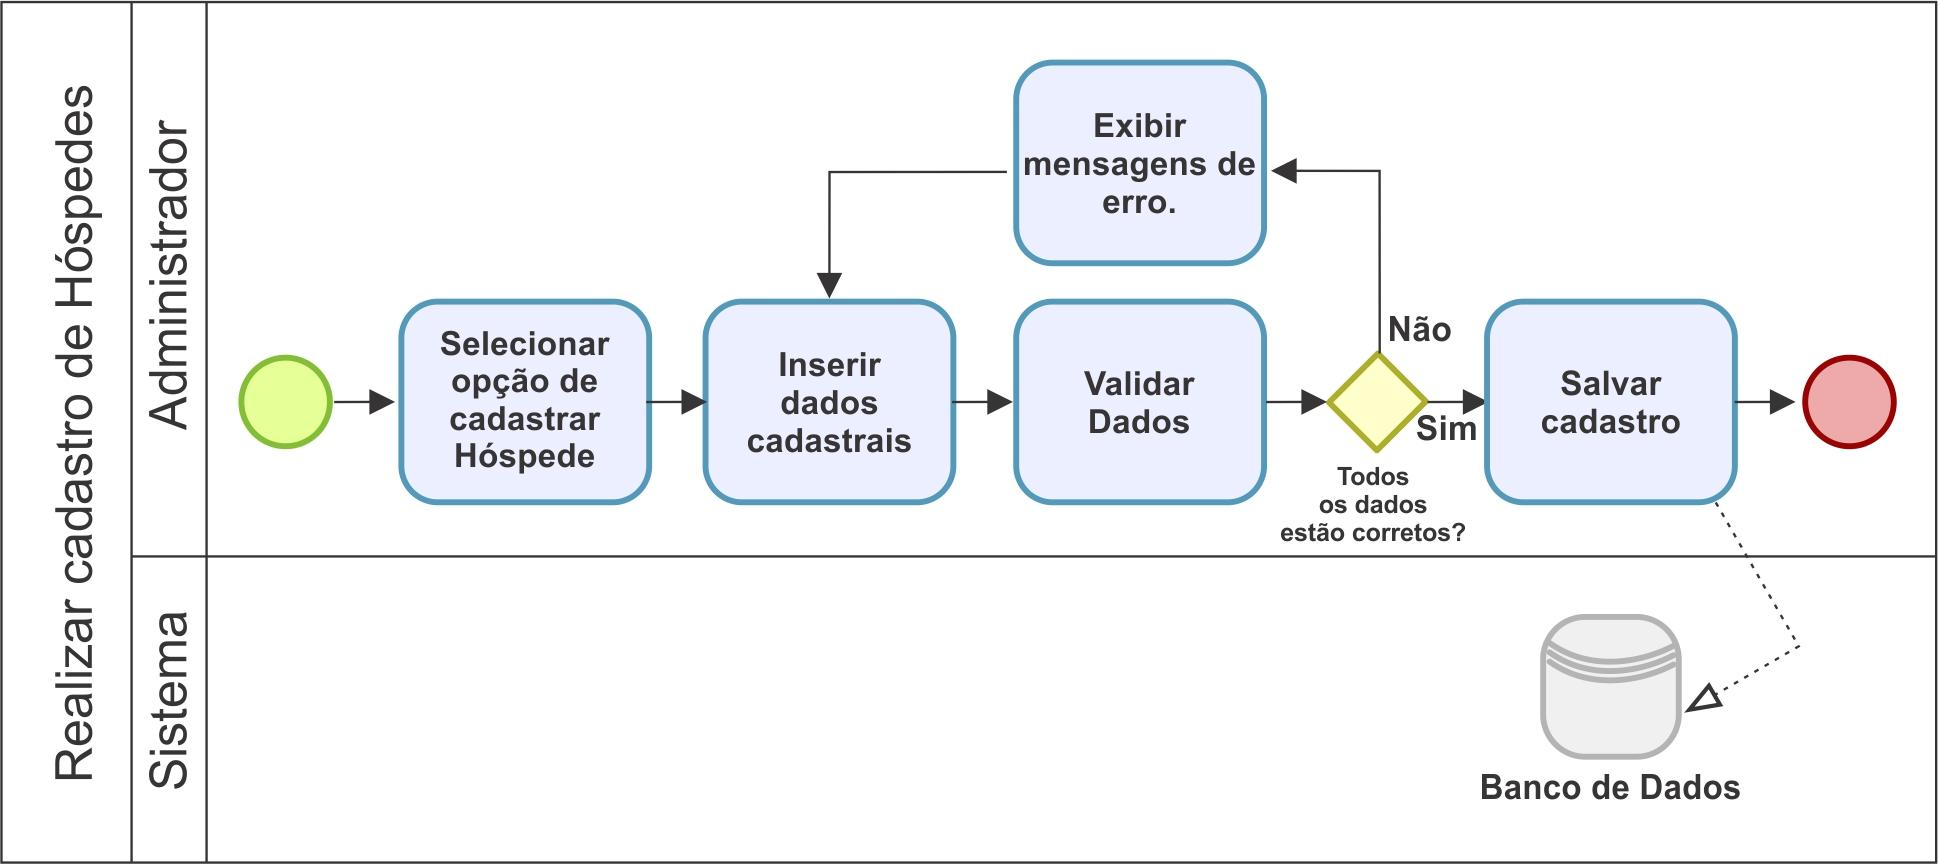 Realizar cadastro de Hóspedes
Administrador
Exibir
mensagens de
erro.
Selecionar
opção de
cadastrar
Hóspede
Inserir
dados
cadastrais
Validar
Dados
Não
Sim
Todos
os dados
estão corretos?
Salvar
cadastro
Sistema
Banco de Dados